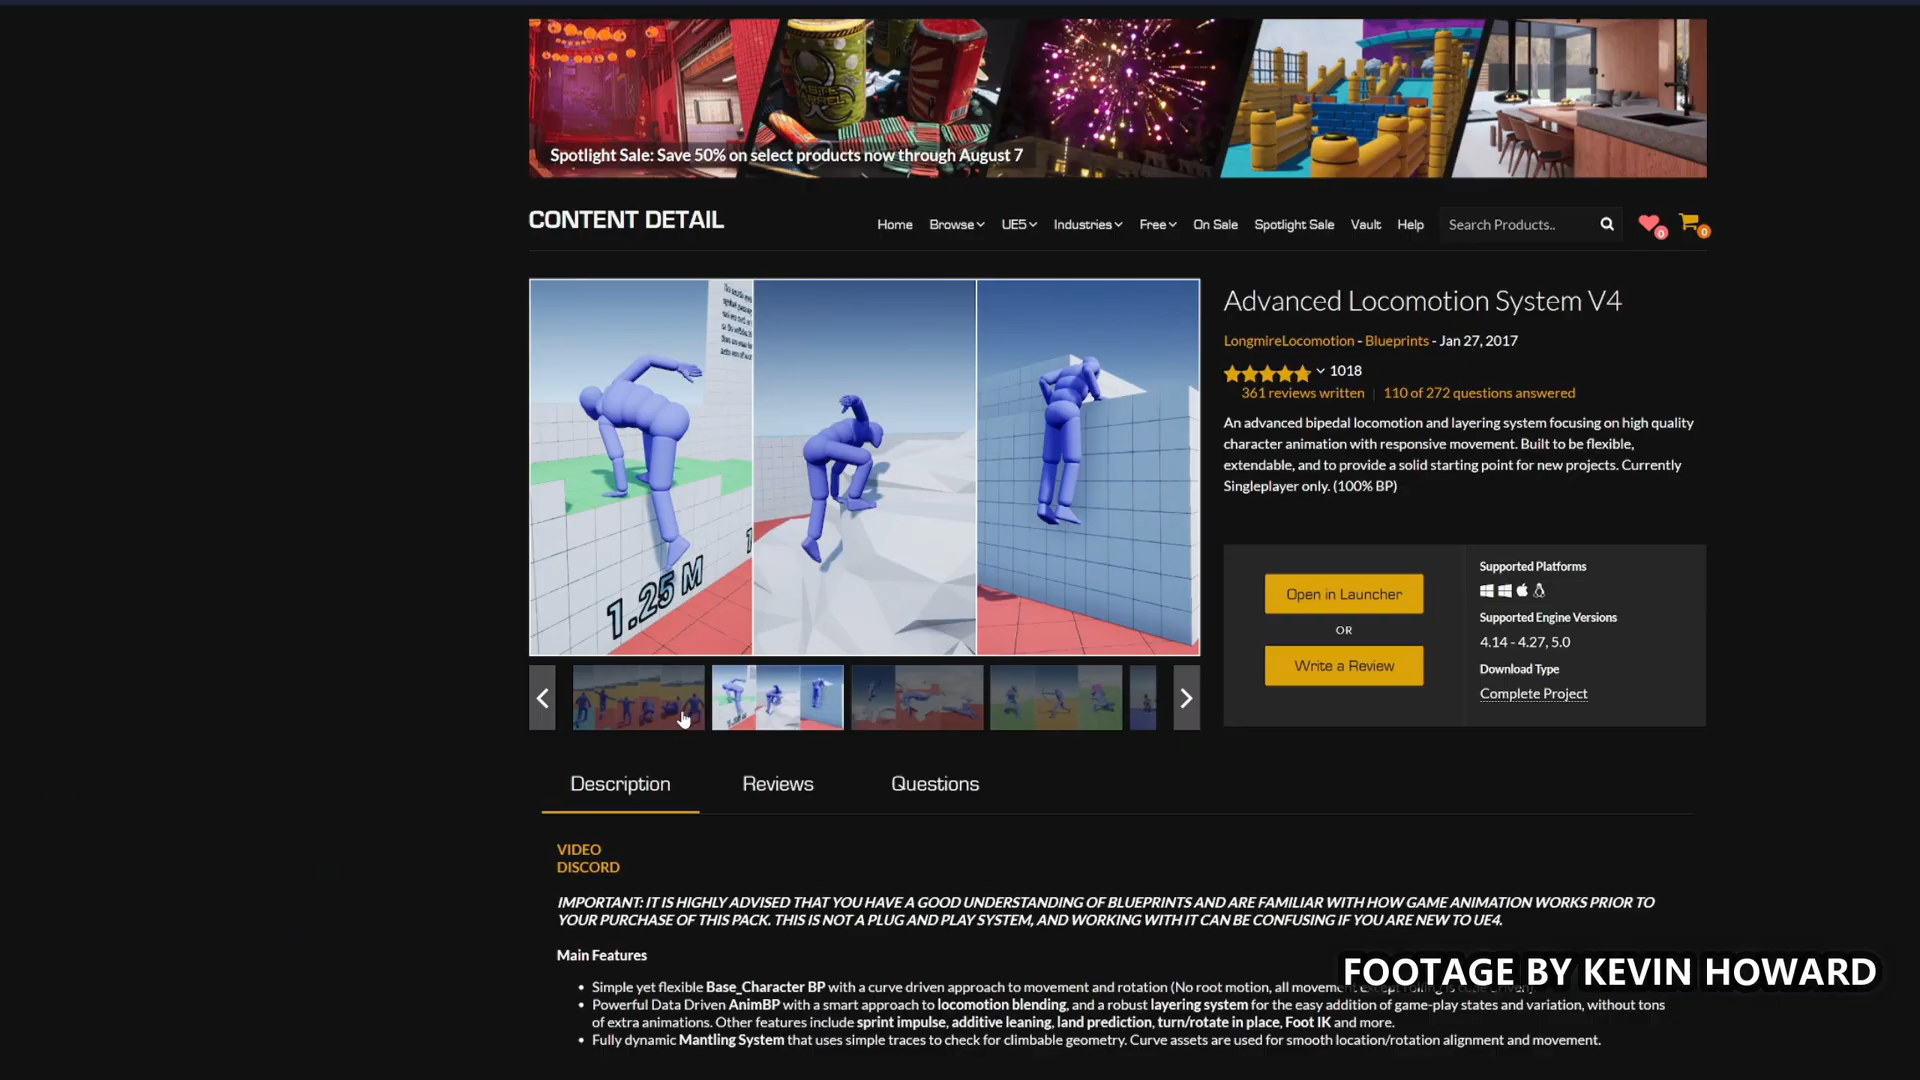 Spotlight Sale: Save 50% on select products now through August 7
CONTENT DETAIL
Home
Browse
UE5
Industries
Free
On Sale
Spotlight Sale
Vault
Help
Search Products..
0
0
1.25 M
Advanced Locomotion System V4
LongmireLocomotion - Blueprints - Jan 27, 2017
1018
361 reviews written | 110 of 272 questions answered
An advanced bipedal locomotion and layering system focusing on high quality
character animation with responsive movement. Built to be flexible,
extendable, and to provide a solid starting point for new projects. Currently
Singleplayer only. (100% BP)
Open in Launcher
OR
Write a Review
Supported Platforms
Supported Engine Versions
4.14 - 4.27, 5.0
Download Type
Complete Project
Description
Reviews
Questions
VIDEO
DISCORD
IMPORTANT: IT IS HIGHLY ADVISED THAT YOU HAVE A GOOD UNDERSTANDING OF BLUEPRINTS AND ARE FAMILIAR WITH HOW GAME ANIMATION WORKS PRIOR TO
YOUR PURCHASE OF THIS PACK. THIS IS NOT A PLUG AND PLAY SYSTEM, AND WORKING WITH IT CAN BE CONFUSING IF YOU ARE NEW TO UE4.
Main Features
• Simple yet flexible Base_Character BP with a curve driven approach to movement and rotation (No root motion, all movement except rolling is code driven).
• Powerful Data Driven AnimBP with a smart approach to locomotion blending, and a robust layering system for the easy addition of game-play states and variation, without tons
of extra animations. Other features include sprint impulse, additive leaning, land prediction, turn/rotate in place, Foot IK and more.
• Fully dynamic Mantling System that uses simple traces to check for climbable geometry. Curve assets are used for smooth location/rotation alignment and movement.
FOOTAGE BY KEVIN HOWARD